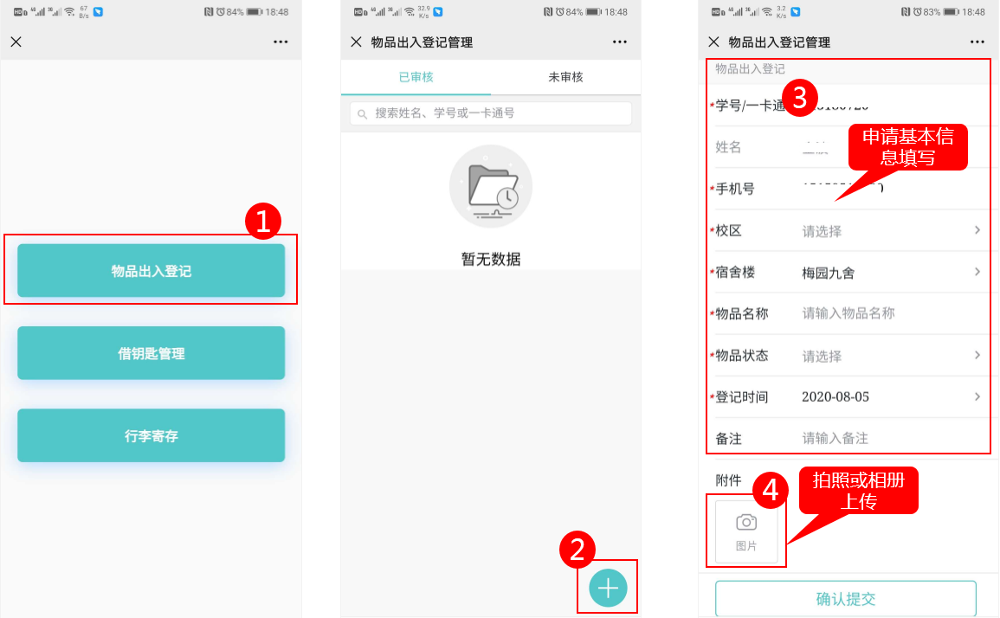 67
B/s
84%
18:48
1
物品出入登记
借钥匙管理
行李寄存
32.9
K/s
84%
18:48
物品出入登记管理
已审核
未审核
搜索姓名、学号或一卡通号
暂无数据
2
3.2
K/s
83%
18:48
物品出入登记管理
物品出入登记
3
*学号/一卡通
申请基本信
息填写
姓名
*手机号
*校区 请选择
*宿舍楼 梅园九舍
*物品名称 请输入物品名称
*物品状态 请选择
*登记时间 2020-08-05
备注 请输入备注
附件
4
拍照或相册
上传
图片
确认提交